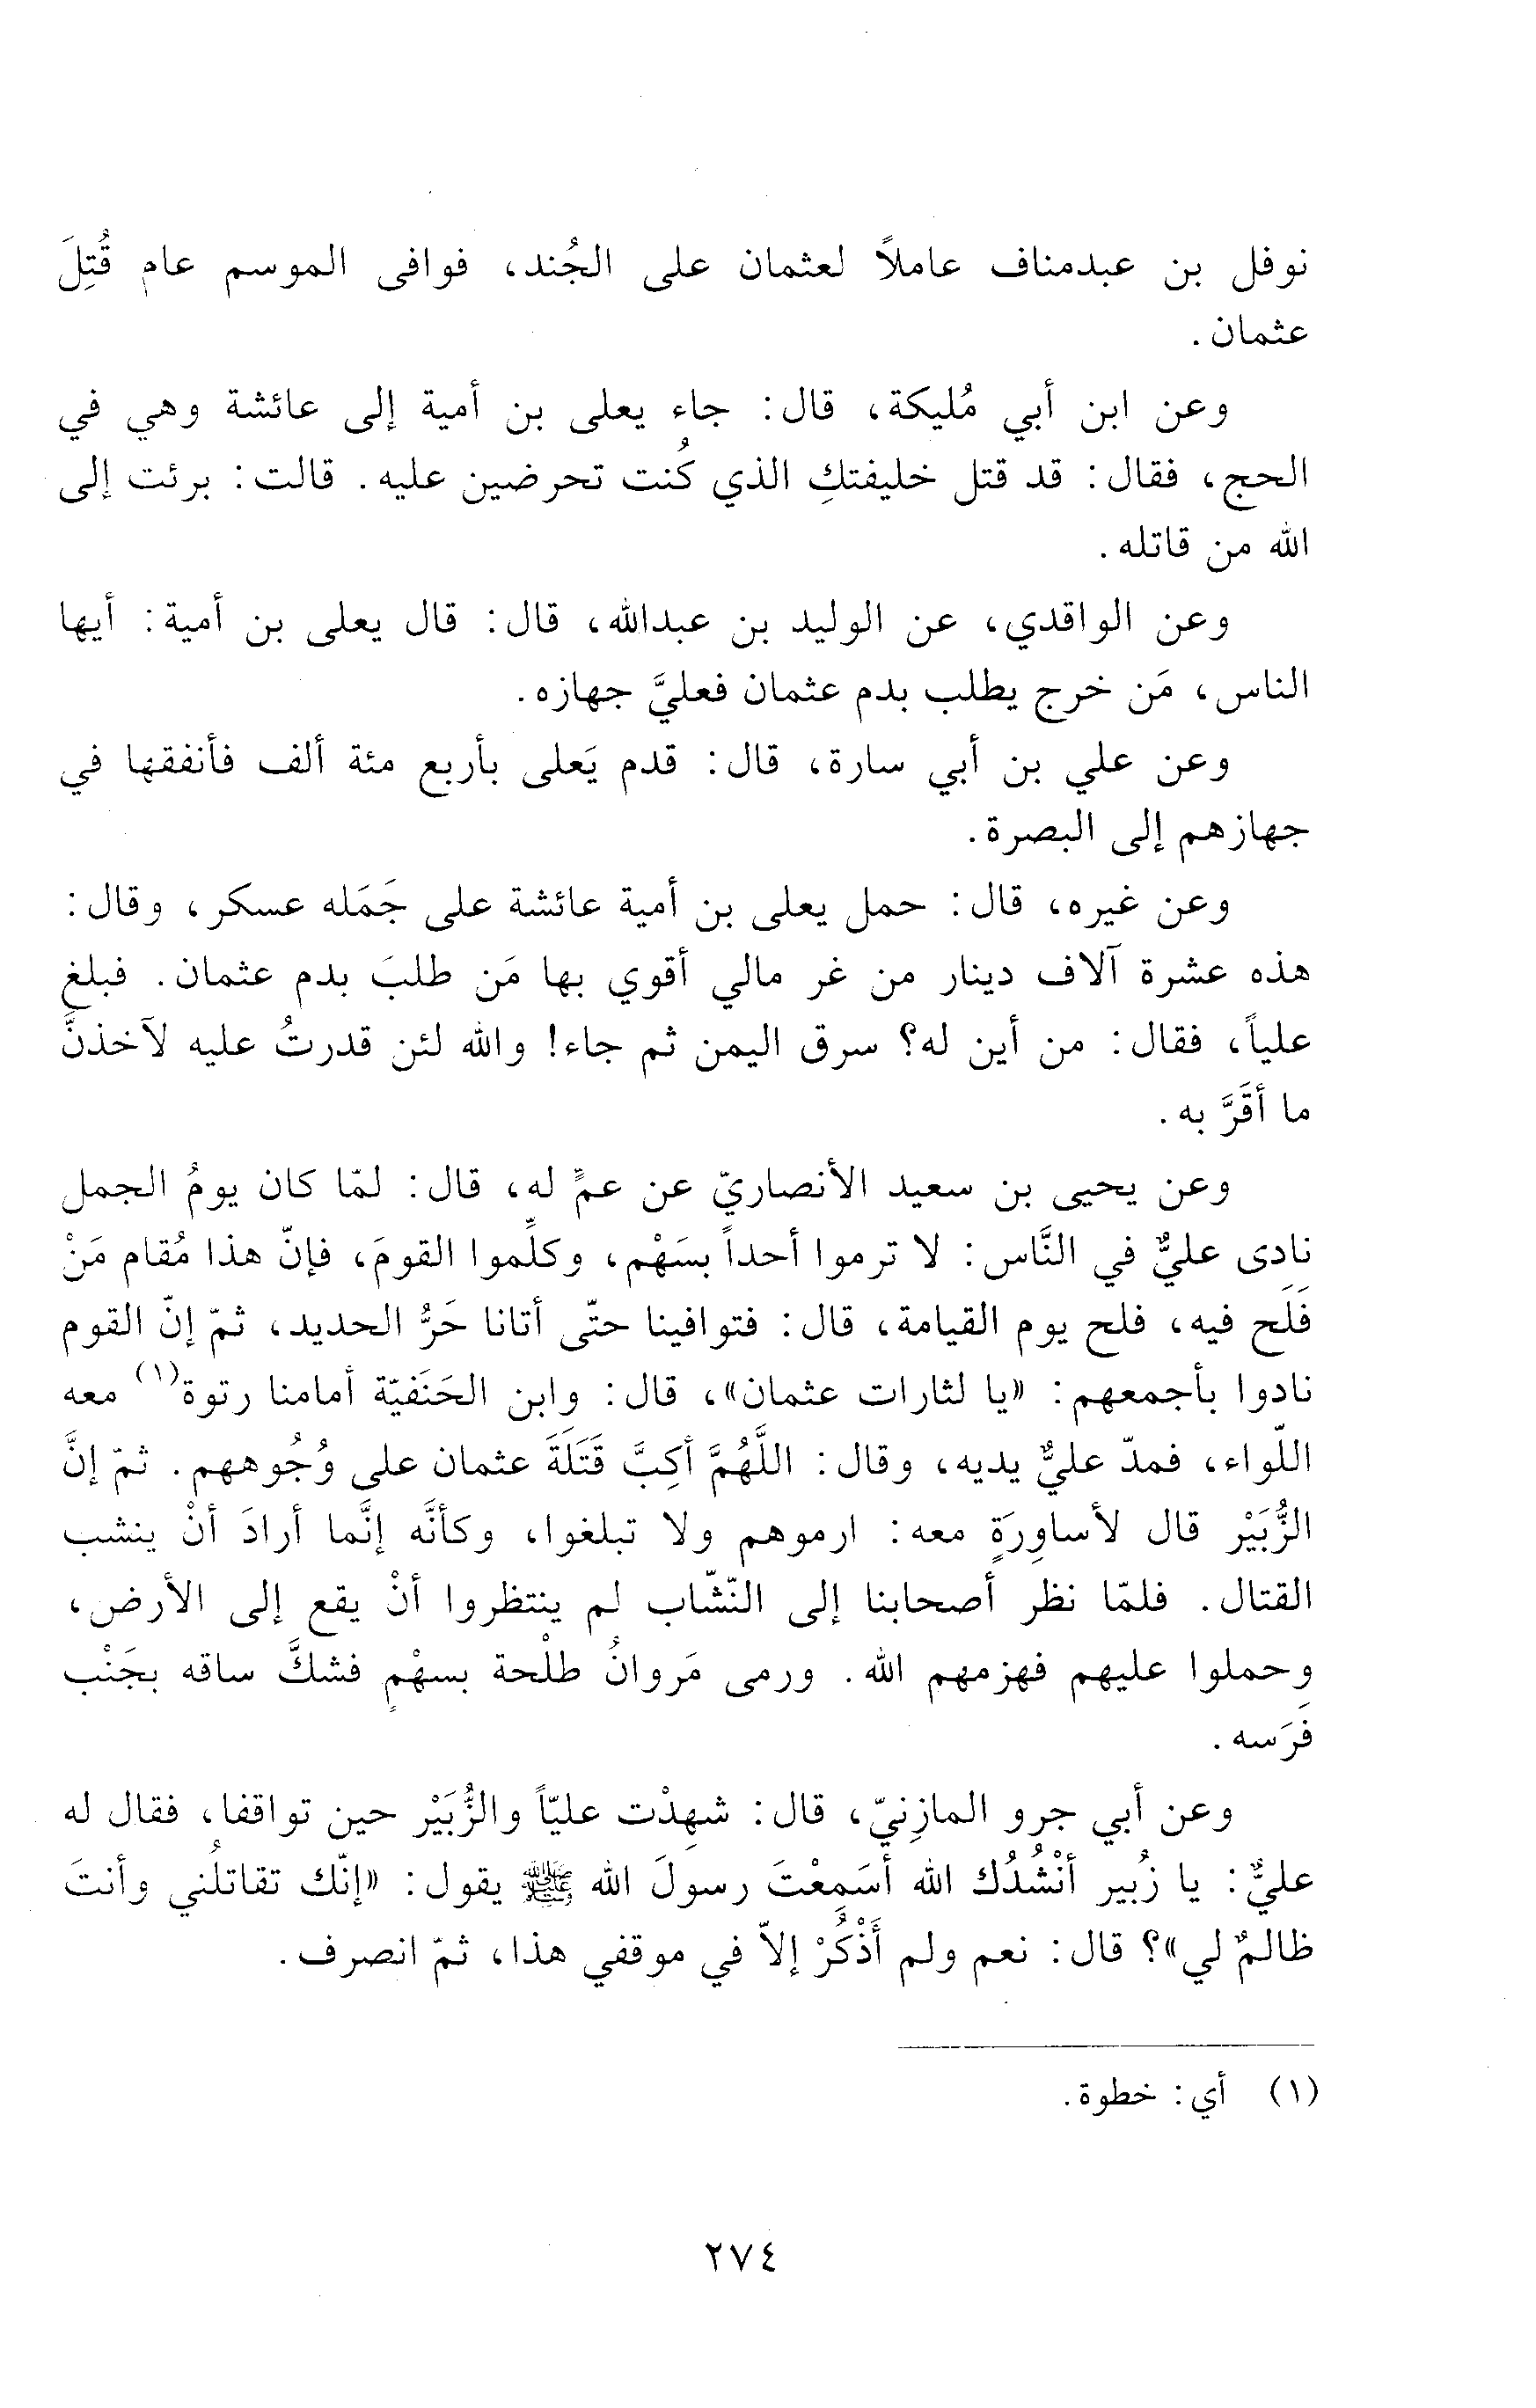 نوفل بن عبدمناف عاملاً لعثمان على الجُند، فوافى الموسم عام قُتِلَ
عثمان.
وعن ابن أبي مُليكة، قال: جاء يعلى بن أمية إلى عائشة وهي في
الحج، فقال: قد قتل خليفتكِ الذي كُنت تحرضين عليه. قالت: برئت إلى
الله من قاتله.
وعن الواقدي، عن الوليد بن عبدالله، قال: قال يعلى بن أمية: أيها
الناس، مَن خرج يطلب بدم عثمان فعليَّ جهازه.
وعن علي بن أبي سارة، قال: قدم يَعلى بأربع مئة ألف فأنفقها في
جهازهم إلى البصرة.
وعن غيره، قال: حمل يعلى بن أمية عائشة على جَمَله عسكر، وقال:
هذه عشرة آلاف دينار من غر مالي أقوي بها مَن طلبَ بدم عثمان. فبلغ
علياً، فقال: من أين له؟ سرق اليمن ثم جاء! والله لئن قدرتُ عليه لآخذنَّ
ما أقَرَّ به.
وعن يحيى بن سعيد الأنصاريّ عن عمٍّ له، قال: لمّا كان يومُ الجمل
نادى عليٌّ في النَّاس: لا ترموا أحداً بسَهْم، وكلِّموا القومَ، فإنّ هذا مُقام مَنْ
فَلَح فيه، فلح يوم القيامة، قال: فتوافينا حتّى أتانا حَرُّ الحديد، ثمّ إنّ القوم
نادوا بأجمعهم: «يا لثارات عثمان»، قال: وابن الحَنَفيّة أمامنا رتوة(١) معه
اللّواء، فمدّ عليٌّ يديه، وقال: اللَّهُمَّ أكِبَّ قَتَلَةَ عثمان على وُجُوههم. ثمّ إنَّ
الزُّبَيْر قال لأساوِرَةٍ معه: ارموهم ولا تبلغوا، وكأنَّه إنَّما أرادَ أنْ ينشب
القتال. فلمّا نظر أصحابنا إلى النّشّاب لم ينتظروا أنْ يقع إلى الأرض،
وحملوا عليهم فهزمهم الله. ورمى مَروانُ طلْحة بسهْمٍ فشكَّ ساقه بجَنْب
فَرَسه.
وعن أبي جرو المازِنيّ، قال: شهِدْت عليّاً والزُّبَيْر حين تواقفا، فقال له
عليٌّ: يا زُبير أنْشُدُك الله أسَمِعْتَ رسولَ الله ﷺ يقول: «إنّك تقاتلُني وأنتَ
ظالمٌ لي»؟ قال: نعم ولم أَذْكُرْ إلاّ في موقفي هذا، ثمّ انصرف.
(١) أي: خطوة.
٢٧٤